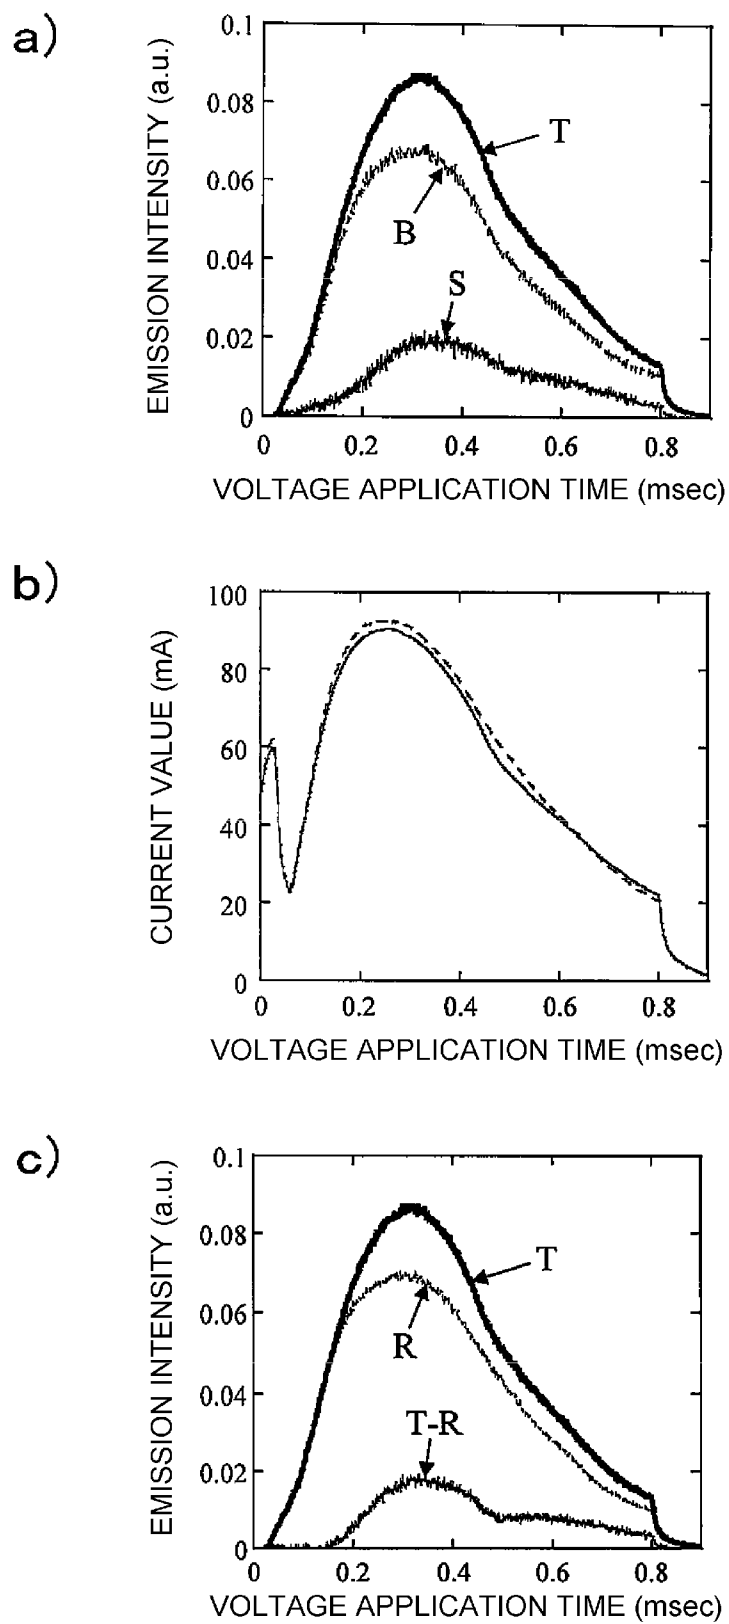 a)
EMISSION INTENSITY (a.u.)
0.1
0.08
0.06
0.04
0.02
0
T
B
S
0 0.2 0.4 0.6 0.8
VOLTAGE APPLICATION TIME (msec)
b)
CURRENT VALUE (mA)
100
80
60
40
20
0
0 0.2 0.4 0.6 0.8
VOLTAGE APPLICATION TIME (msec)
c)
EMISSION INTENSITY (a.u.)
0.1
0.08
0.06
0.04
0.02
0
T
R
T-R
0 0.2 0.4 0.6 0.8
VOLTAGE APPLICATION TIME (msec)